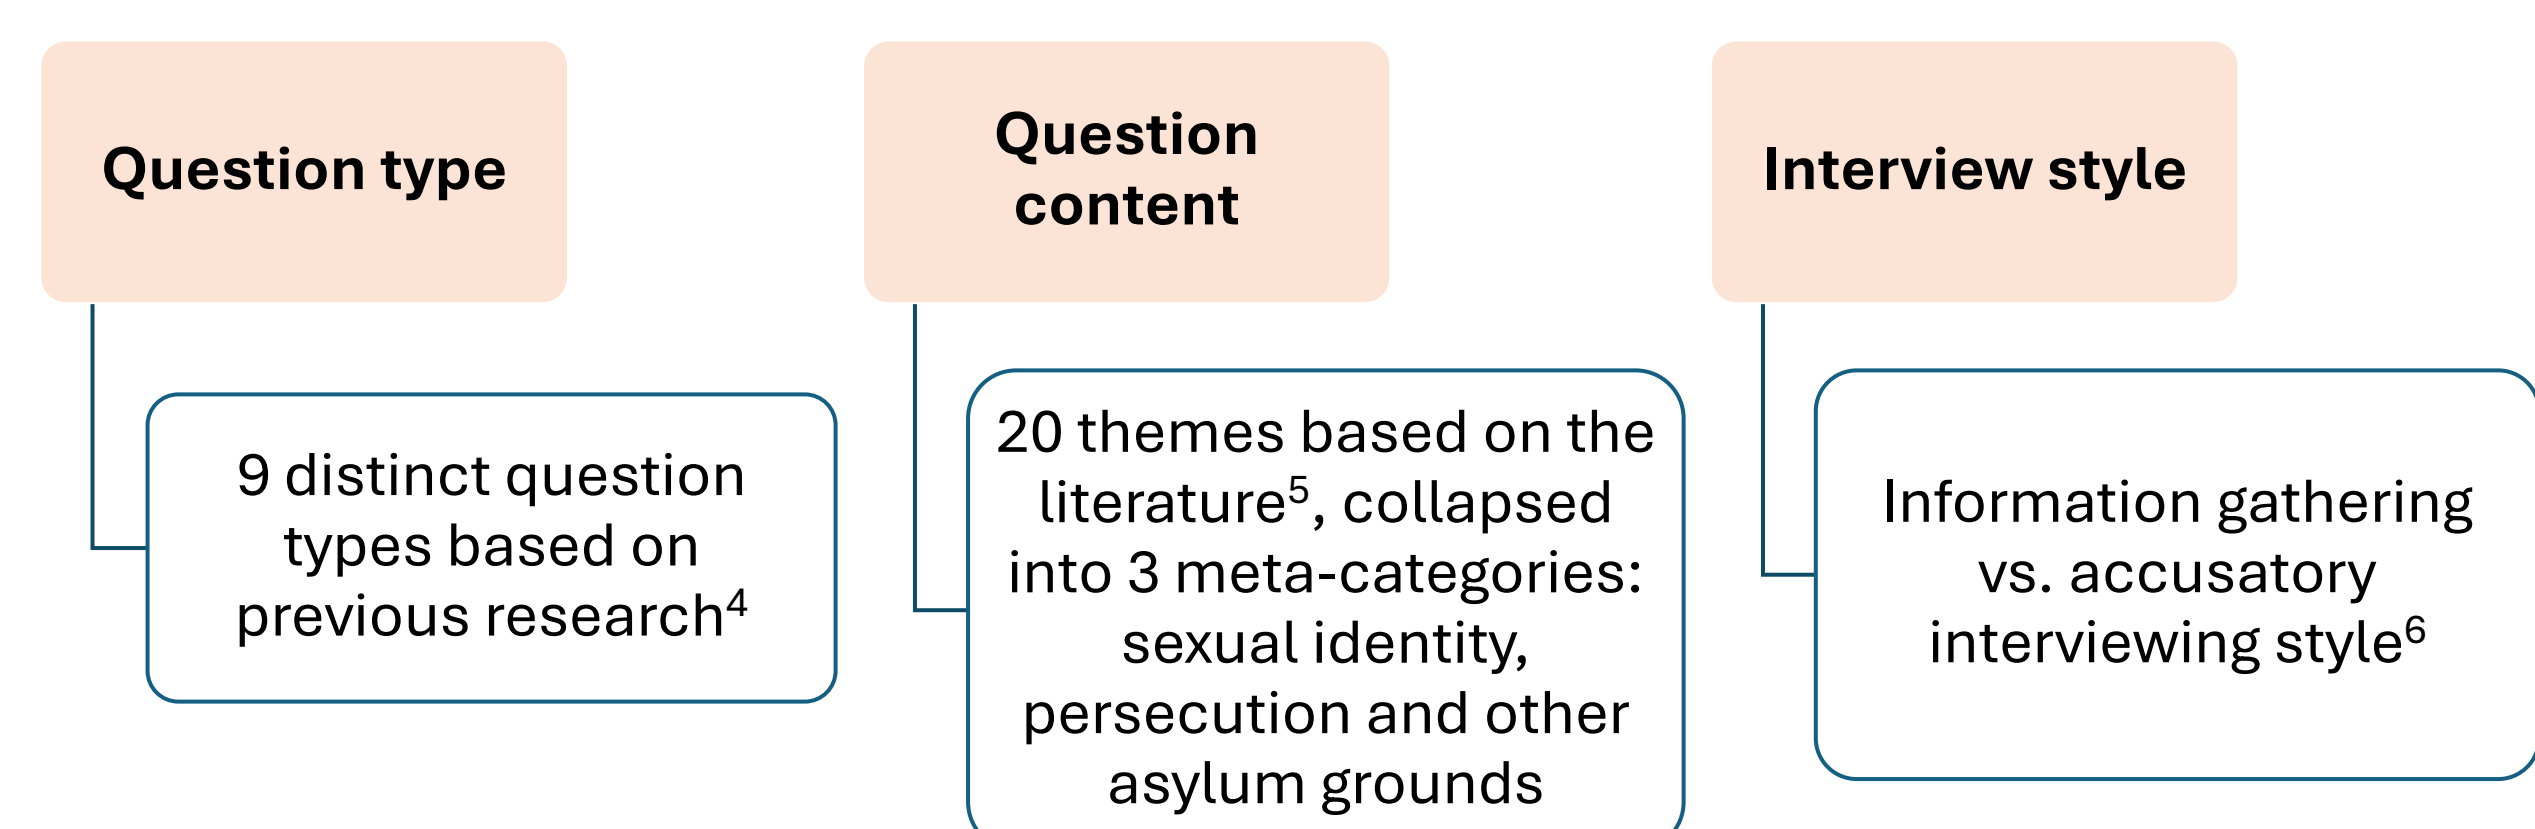 Question type
9 distinct question
types based on
previous research⁴
Question
content
20 themes based on the
literature⁵, collapsed
into 3 meta-categories:
sexual identity,
persecution and other
asylum grounds
Interview style
Information gathering
vs. accusatory
interviewing style⁶